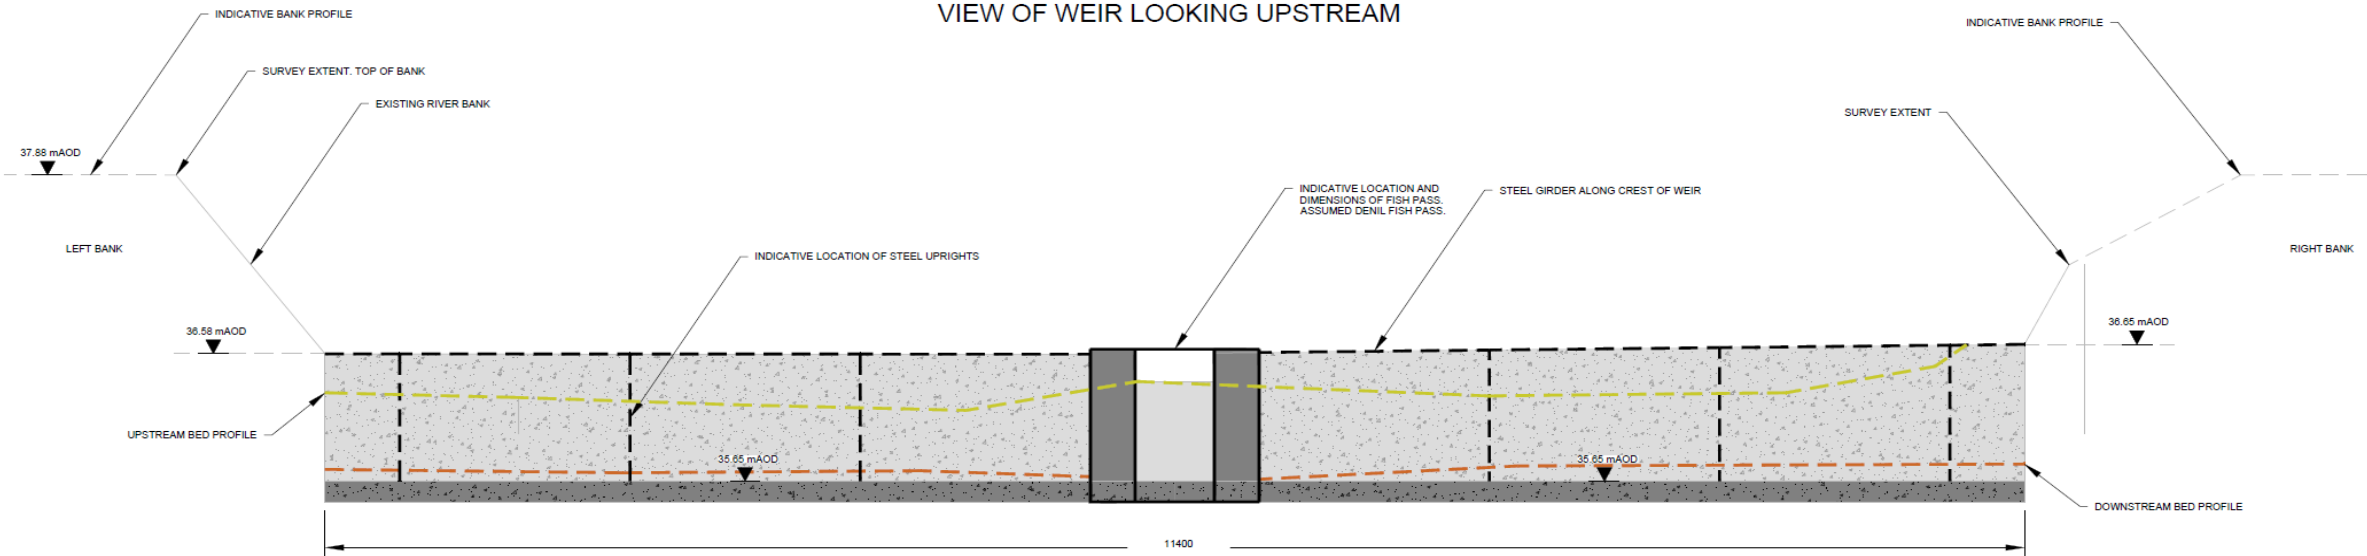 VIEW OF WEIR LOOKING UPSTREAM
INDICATIVE BANK PROFILE
INDICATIVE BANK PROFILE
SURVEY EXTENT. TOP OF BANK
EXISTING RIVER BANK
SURVEY EXTENT
37.88 mAOD
INDICATIVE LOCATION AND
DIMENSIONS OF FISH PASS.
ASSUMED DENIL FISH PASS.
STEEL GIRDER ALONG CREST OF WEIR
LEFT BANK
RIGHT BANK
INDICATIVE LOCATION OF STEEL UPRIGHTS
36.58 mAOD
36.65 mAOD
UPSTREAM BED PROFILE
35.65 mAOD
35.65 mAOD
DOWNSTREAM BED PROFILE
11400